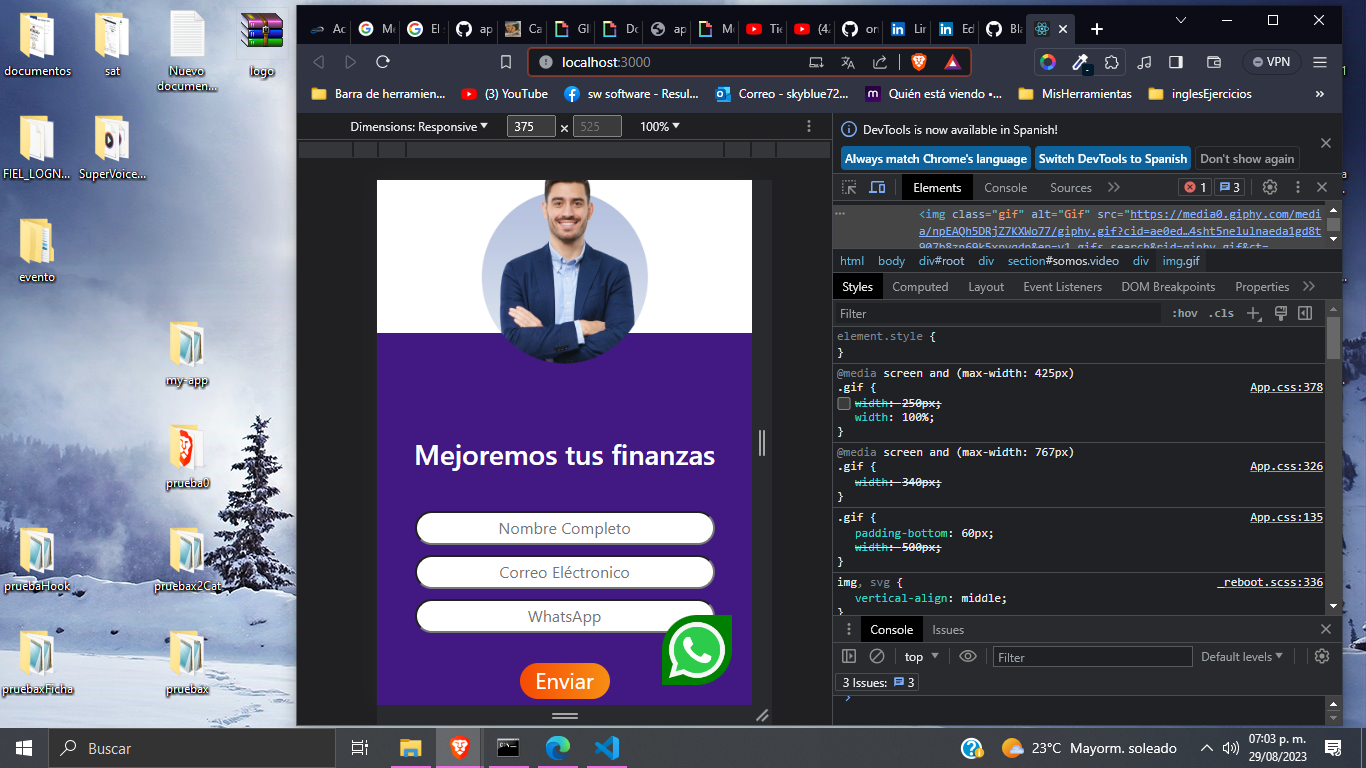 documentos
sat
Nuevo
documen...
logo
FIEL_LOGN...
SuperVoice...
evento
my-app
prueba0
pruebaHook
pruebax2Cat
pruebaxFicha
pruebax
Ac
El
ap
Ca
ap
Tie
(4
on
Lin
Ed
Bla
localhost:3000
VPN
Barra de herramien...
(3) YouTube
sw software - Resul...
Correo - skyblue72...
Quién está viendo •...
MisHerramientas
inglesEjercicios
»
Dimensions: Responsive
375
×
525
100%
Mejoremos tus finanzas
Nombre Completo
Correo Eléctronico
WhatsApp
Enviar
DevTools is now available in Spanish!
Always match Chrome's language
Switch DevTools to Spanish
Don't show again
Elements
Console
Sources
1
3
<img class="gif" alt="Gif" src="https://media0.giphy.com/medi
a/npEAQh5DRjZ7KXWo77/giphy.gif?cid=ae0ed…4sht5nelulnaeda1gd8t
html
body
div#root
div
section#somos.video
div
img.gif
Styles
Computed
Layout
Event Listeners
DOM Breakpoints
Properties
Filter
:hov
.cls
element.style {
}
@media screen and (max-width: 425px)
.gif {
App.css:378
width: 250px;
width: 100%;
}
@media screen and (max-width: 767px)
.gif {
App.css:326
width: 340px;
}
.gif {
App.css:135
padding-bottom: 60px;
width: 500px;
}
img, svg {
_reboot.scss:336
vertical-align: middle;
}
Console
Issues
top
Filter
Default levels
3 Issues:
3
Buscar
23°C Mayorm. soleado
07:03 p. m.
29/08/2023